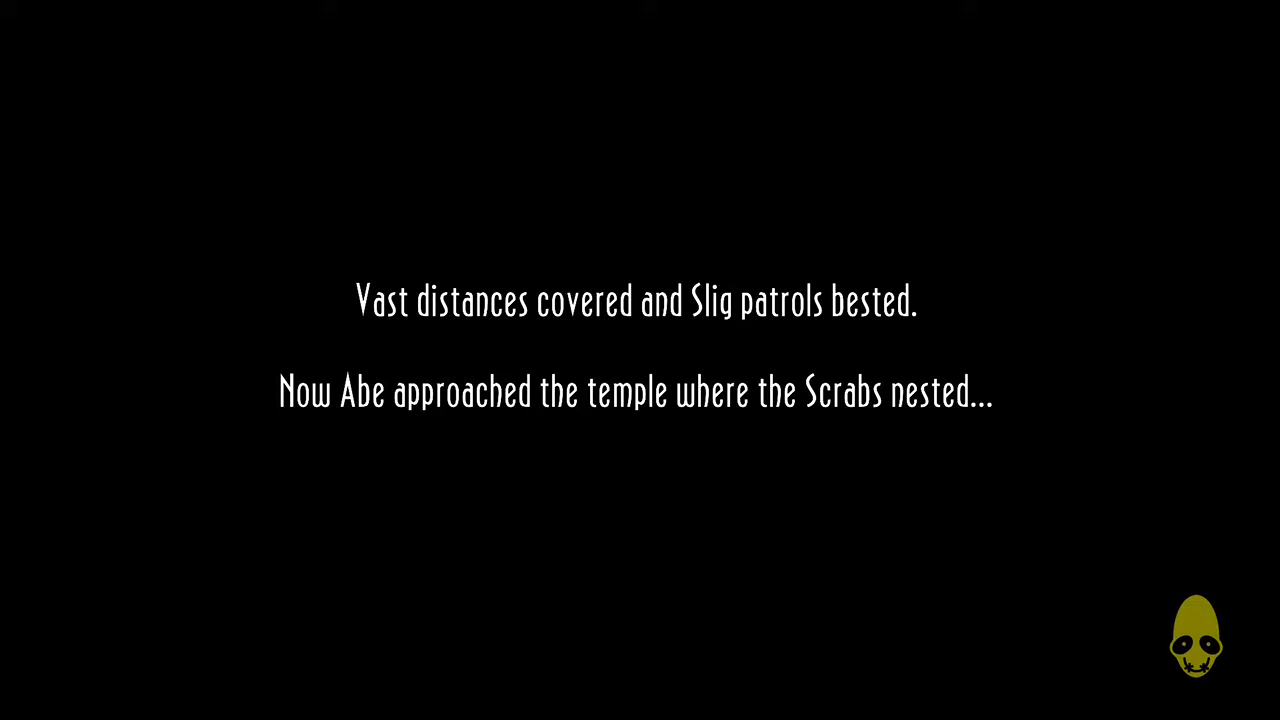 Vast distances covered and Slig patrols bested.
Now Abe approached the temple where the Scrabs nested...